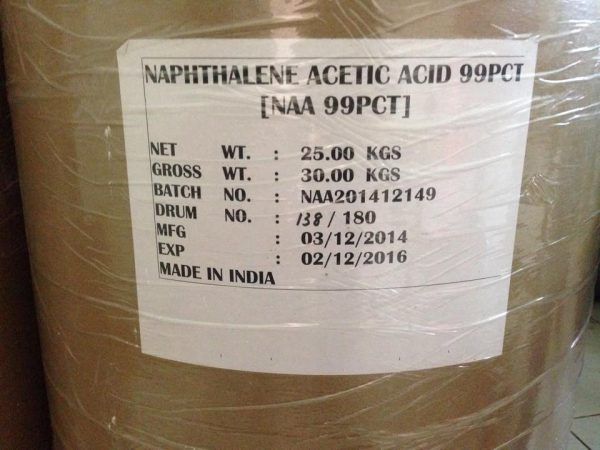 NAPHTHALENE ACETIC ACID 99PCT
[NAA 99PCT]
NET WT. : 25.00 KGS
GROSS WT. : 30.00 KGS
BATCH NO. : NAA201412149
DRUM NO. : 138 / 180
MFG : 03/12/2014
EXP : 02/12/2016
MADE IN INDIA